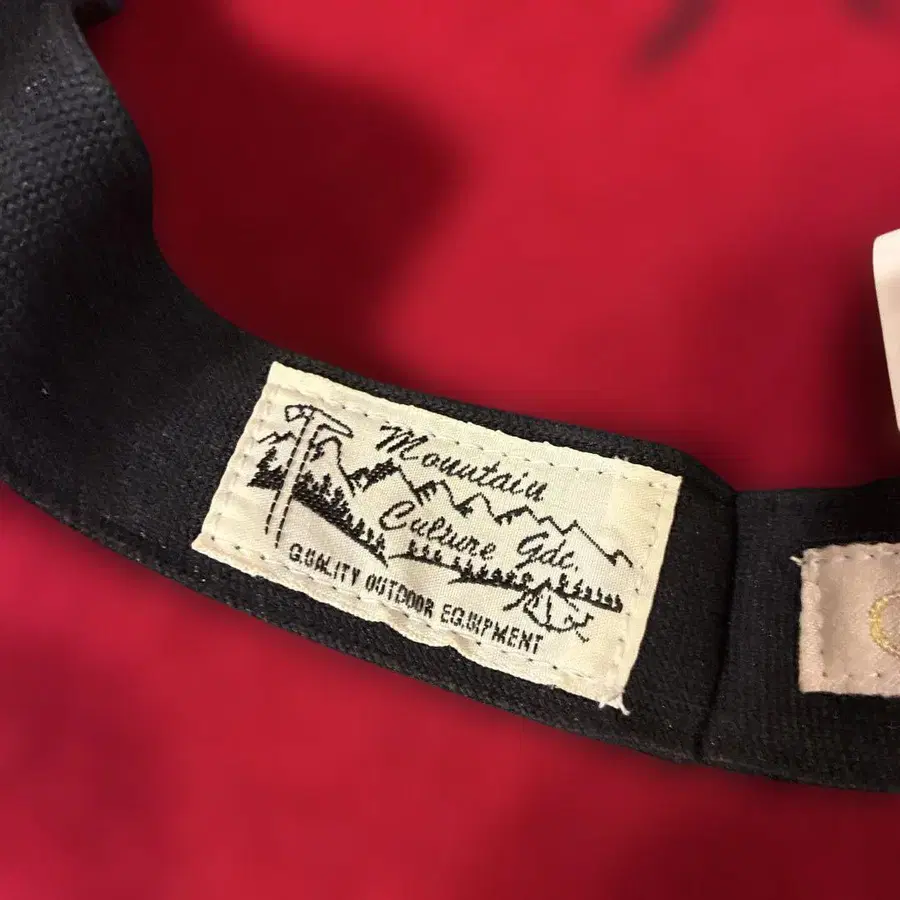 Mountain
Culture Gdc.
QUALITY OUTDOOR EQUIPMENT